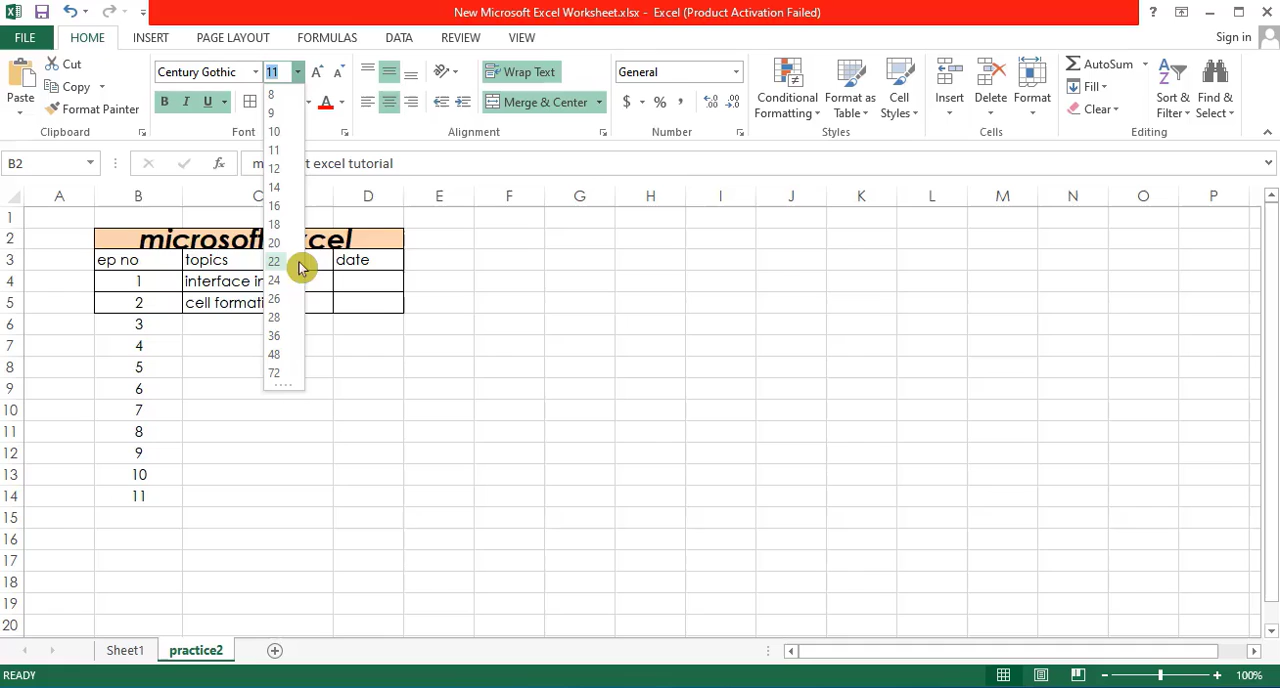 New Microsoft Excel Worksheet.xlsx - Excel (Product Activation Failed)
FILE HOME INSERT PAGE LAYOUT FORMULAS DATA REVIEW VIEW Sign in
Paste
Cut
Copy
Format Painter
Clipboard
Century Gothic 11
B I U
Font
Wrap Text
Merge & Center
Alignment
General
$ % ,
Number
Conditional Formatting
Format as Table
Cell Styles
Styles
Insert
Delete
Format
Cells
AutoSum
Fill
Clear
Sort & Filter
Find & Select
Editing
8
9
10
11
12
14
16
18
20
22
24
26
28
36
48
72
B2 fx excel tutorial
A B C D E F G H I J K L M N O P
1
2 microsoft excel
3 ep no topics date
4 1 interface
5 2 cell
6 3
7 4
8 5
9 6
10 7
11 8
12 9
13 10
14 11
15
16
17
18
19
20
Sheet1 practice2
READY 100%